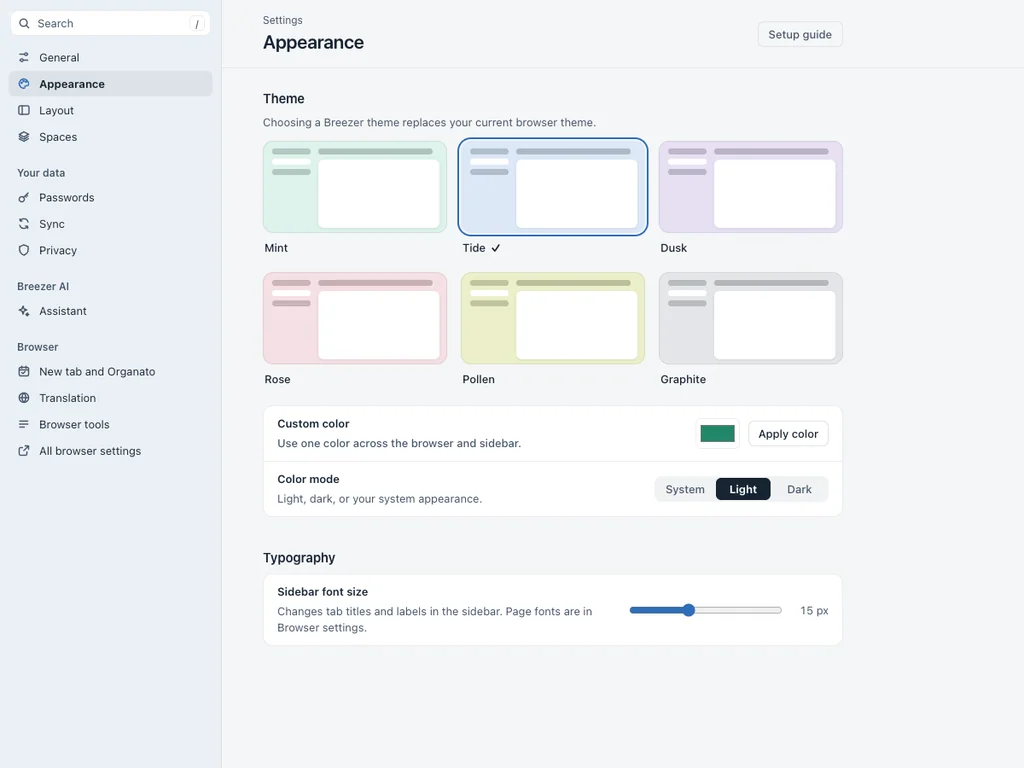 Search /
General
Appearance
Layout
Spaces
Your data
Passwords
Sync
Privacy
Breezer AI
Assistant
Browser
New tab and Organato
Translation
Browser tools
All browser settings
Settings
Appearance
Setup guide
Theme
Choosing a Breezer theme replaces your current browser theme.
Mint
Tide
Dusk
Rose
Pollen
Graphite
Custom color
Use one color across the browser and sidebar.
Apply color
Color mode
Light, dark, or your system appearance.
System Light Dark
Typography
Sidebar font size
Changes tab titles and labels in the sidebar. Page fonts are in
Browser settings.
15 px